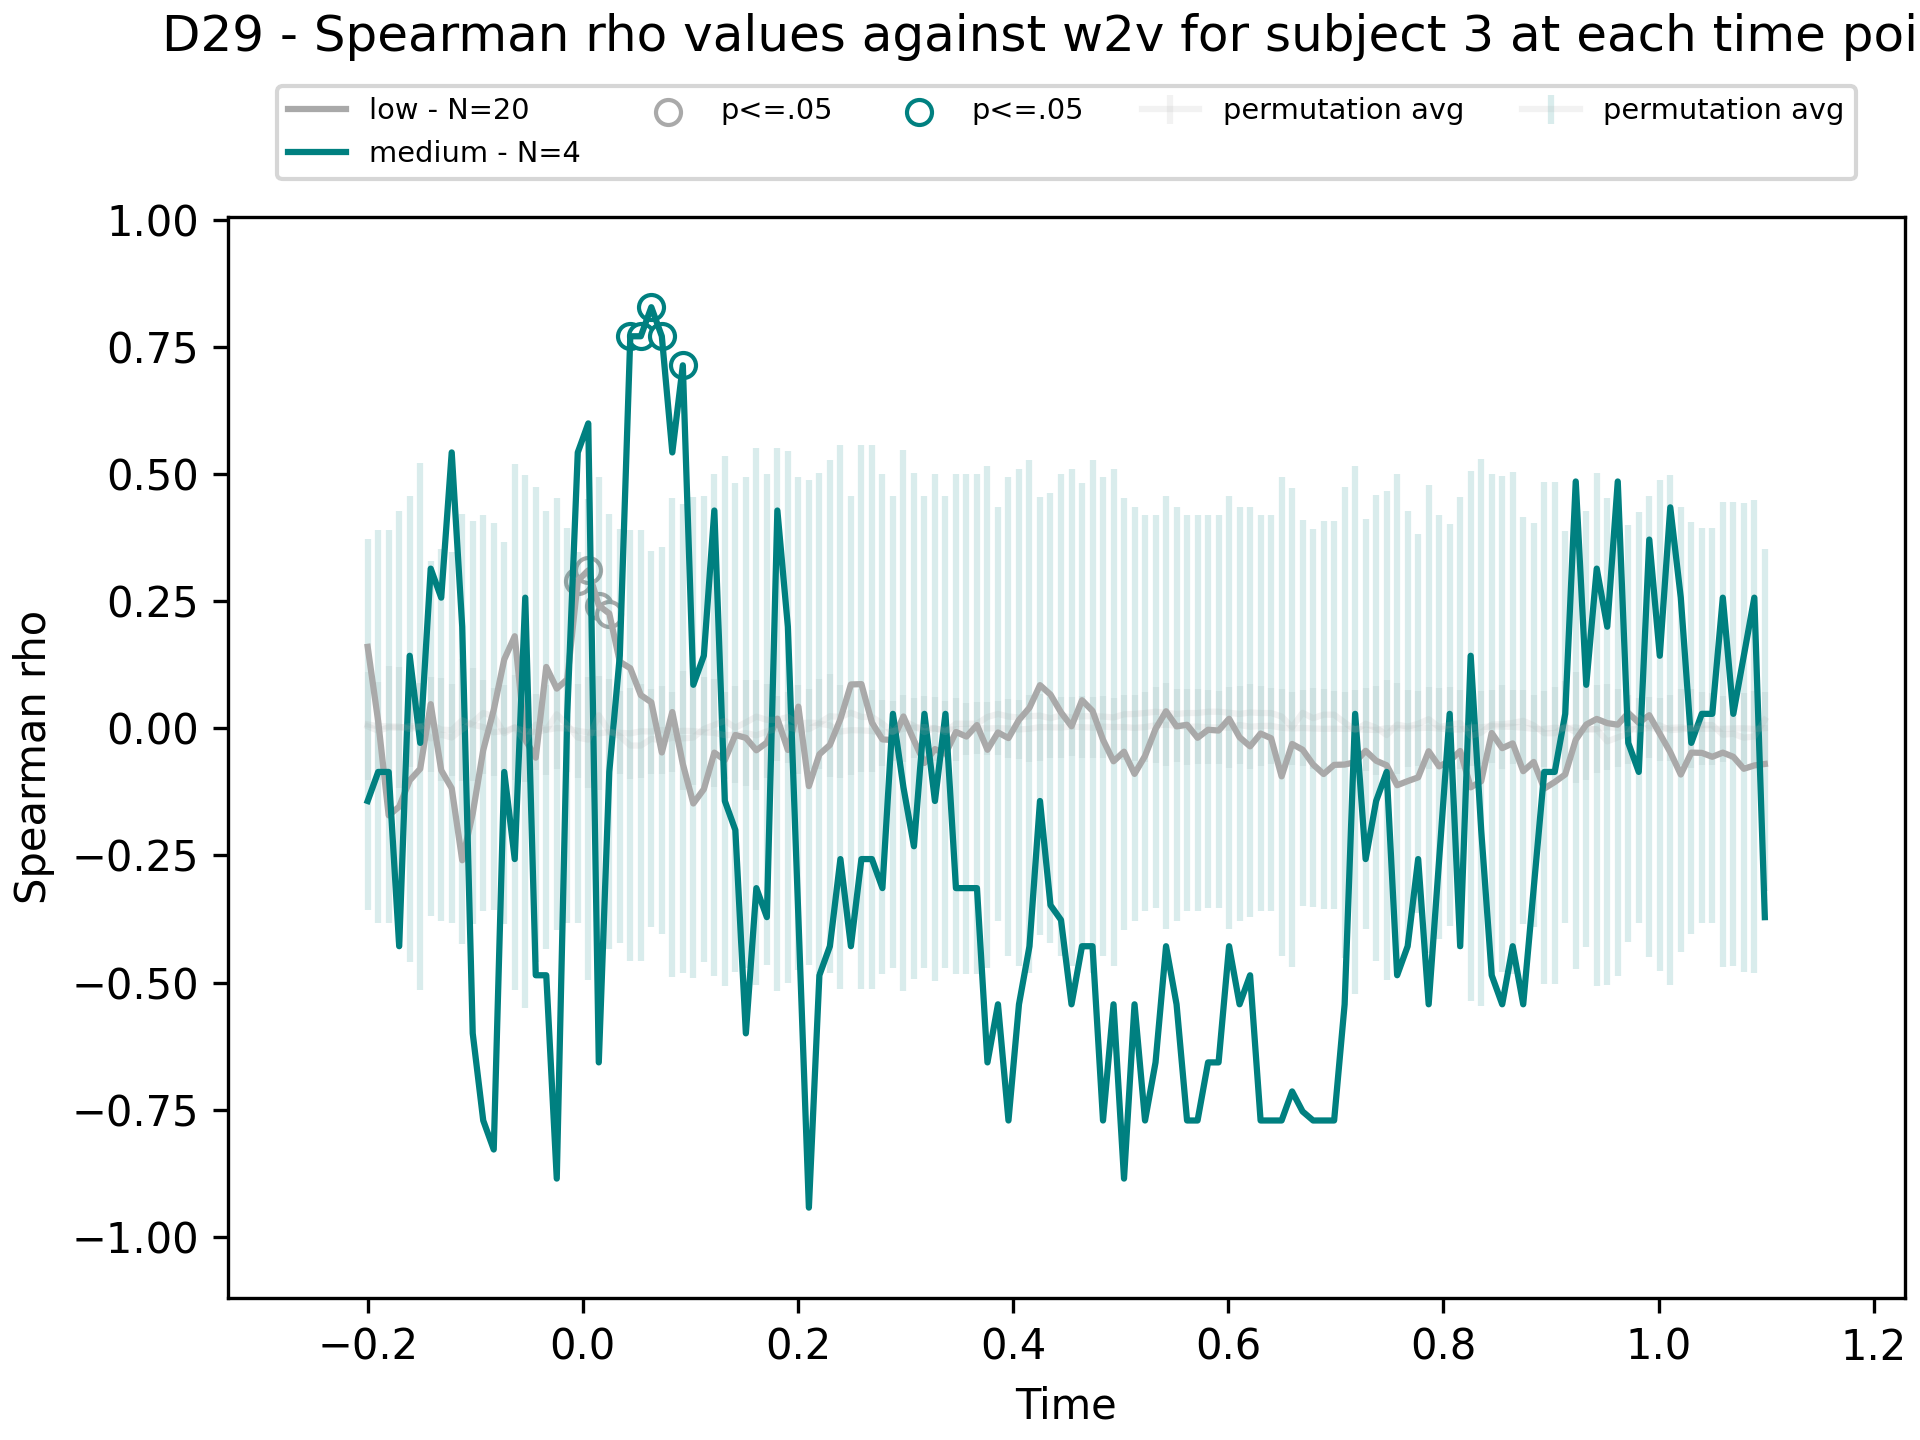 D29 - Spearman rho values against w2v for subject 3 at each time poi
low - N=20
medium - N=4
p<=.05
p<=.05
permutation avg
permutation avg
1.00
0.75
0.50
0.25
0.00
−0.25
−0.50
−0.75
−1.00
Spearman rho
−0.2 0.0 0.2 0.4 0.6 0.8 1.0 1.2
Time